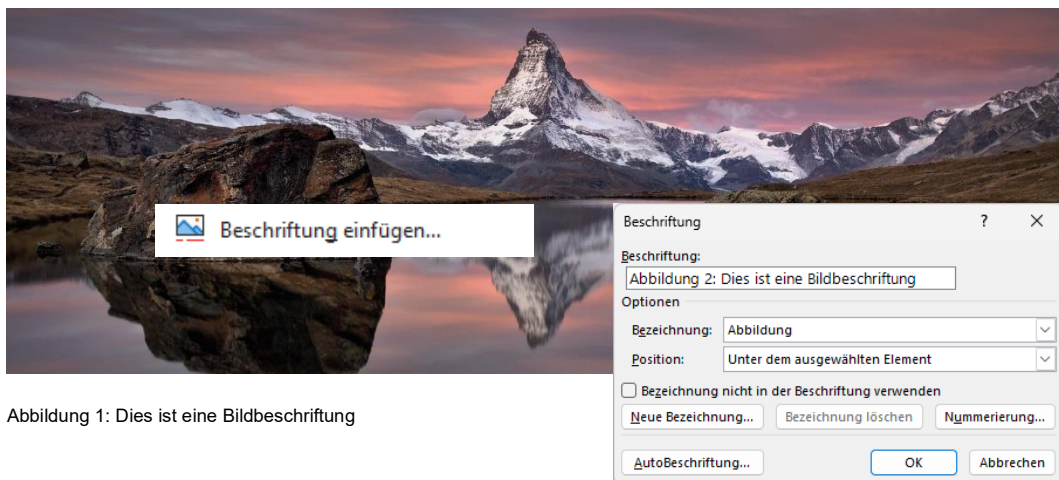 Beschriftung einfügen...
Beschriftung ? X
Beschriftung:
Abbildung 2: Dies ist eine Bildbeschriftung
Optionen
Bezeichnung: Abbildung
Position: Unter dem ausgewählten Element
Bezeichnung nicht in der Beschriftung verwenden
Neue Bezeichnung... Bezeichnung löschen Nummerierung...
AutoBeschriftung... OK Abbrechen
Abbildung 1: Dies ist eine Bildbeschriftung